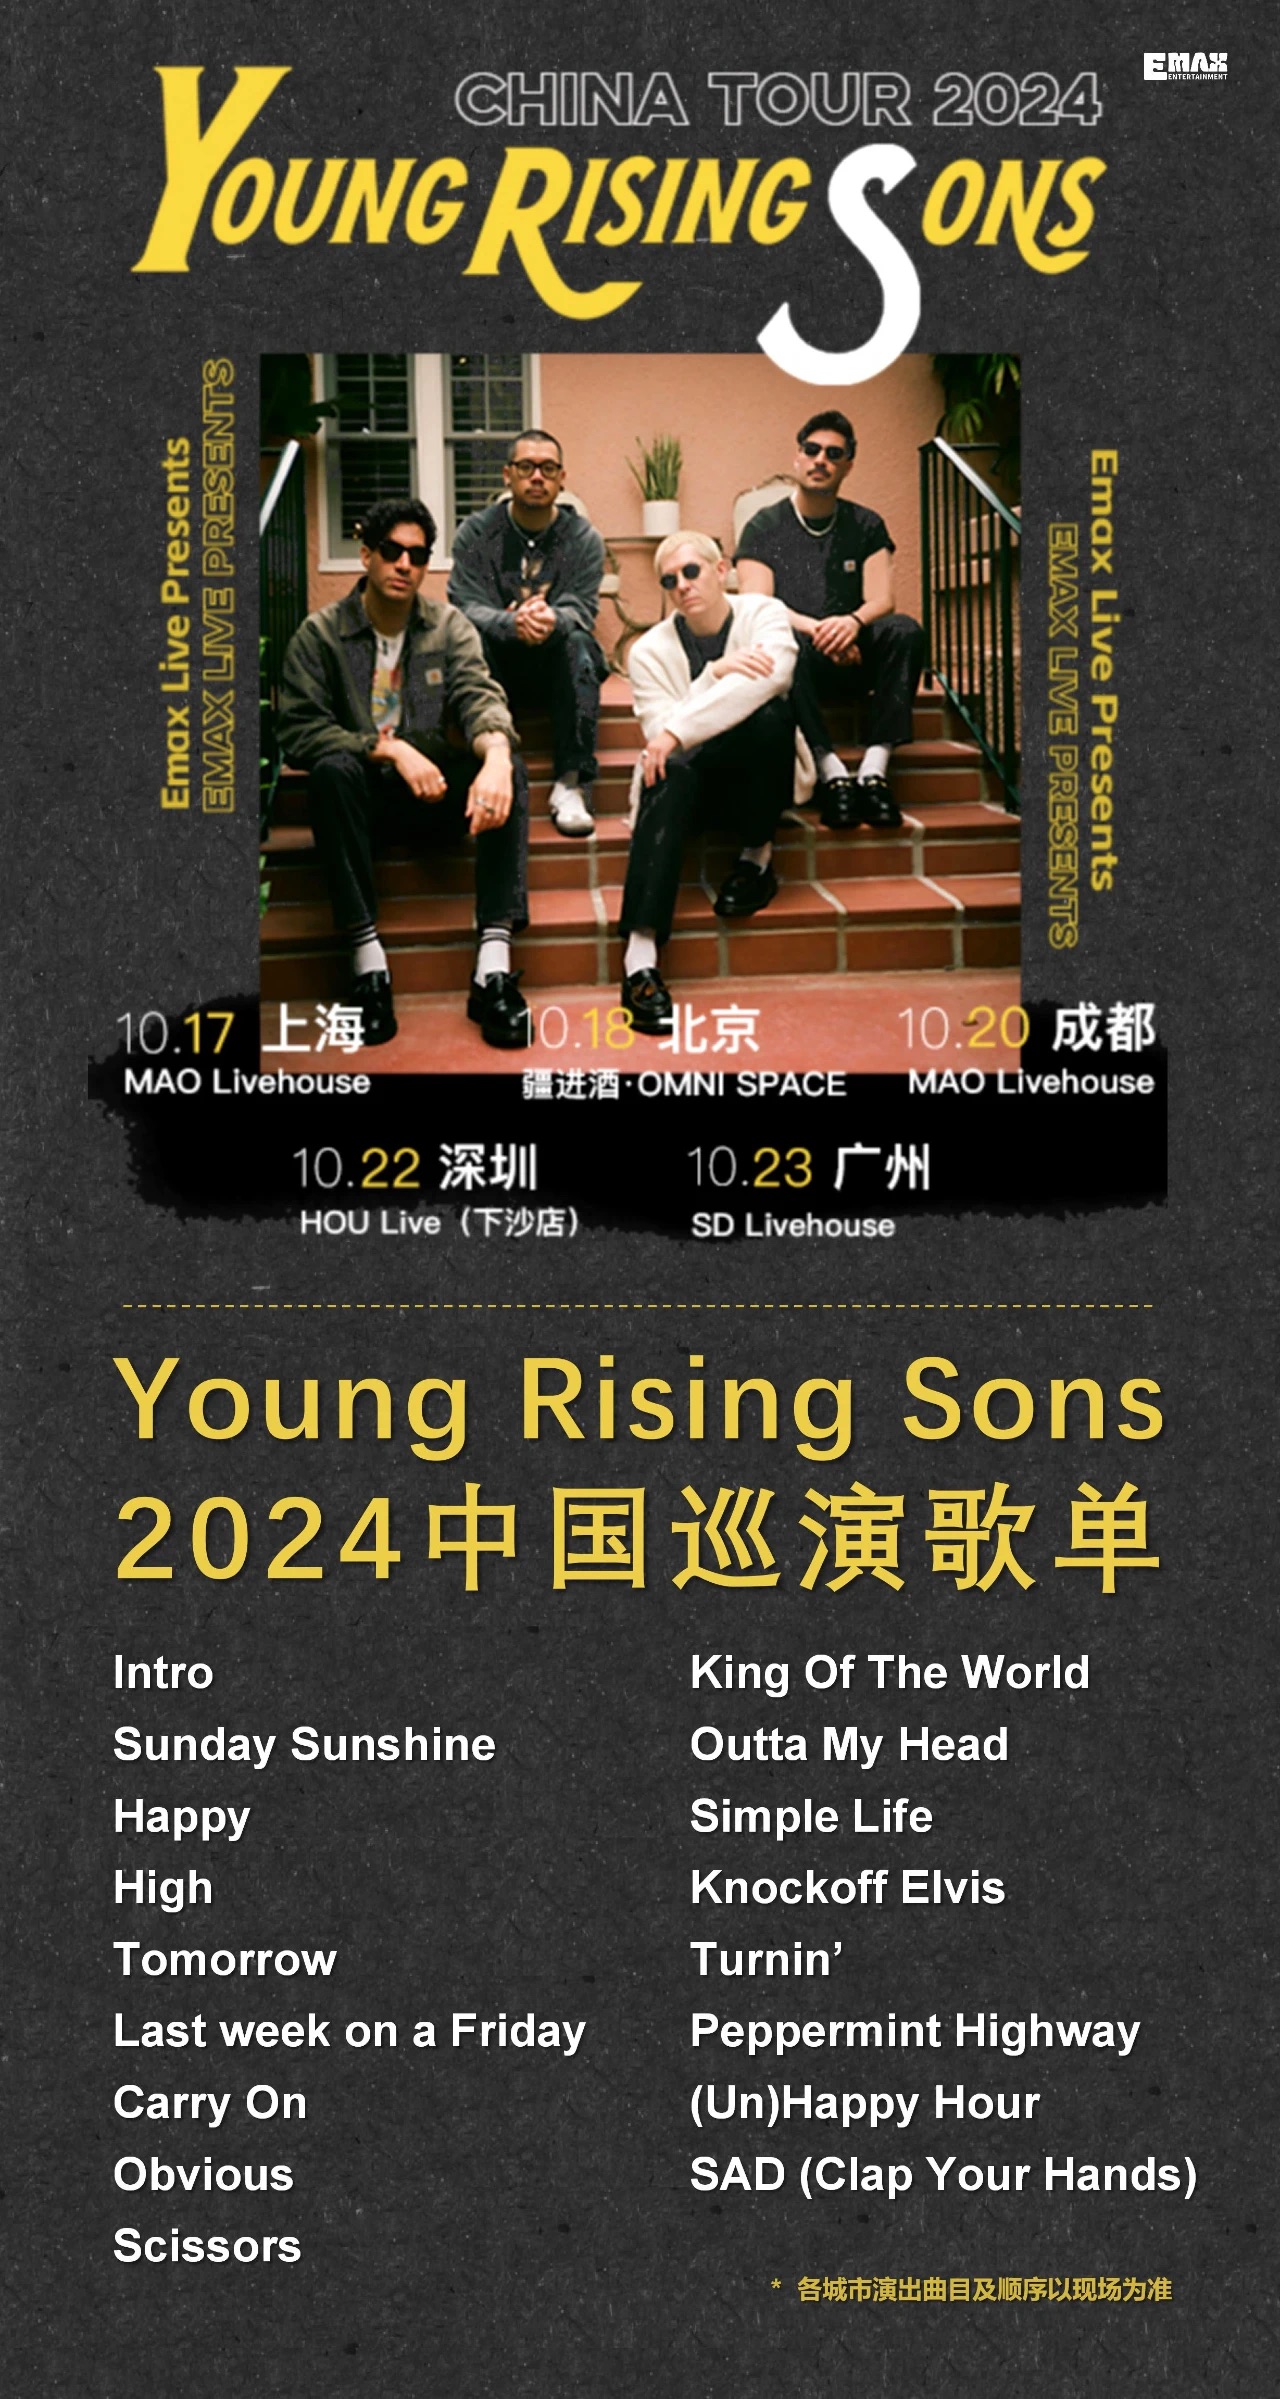 EMAX
ENTERTAINMENT
CHINA TOUR 2024
YOUNG RISING SONS
Emax Live Presents
EMAX LIVE PRESENTS
Emax Live Presents
EMAX LIVE PRESENTS
10.17 上海
MAO Livehouse
10.18 北京
疆进酒·OMNI SPACE
10.20 成都
MAO Livehouse
10.22 深圳
HOU Live（下沙店）
10.23 广州
SD Livehouse
Young Rising Sons
2024中国巡演歌单
Intro
Sunday Sunshine
Happy
High
Tomorrow
Last week on a Friday
Carry On
Obvious
Scissors
King Of The World
Outta My Head
Simple Life
Knockoff Elvis
Turnin’
Peppermint Highway
(Un)Happy Hour
SAD (Clap Your Hands)
* 各城市演出曲目及顺序以现场为准